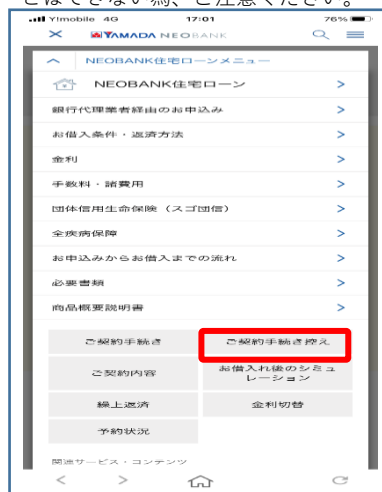 とはできない為、ご注意ください。
Y!mobile 4G 17:01 76%
YAMADA NEOBANK
NEOBANK住宅ローンメニュー
NEOBANK住宅ローン
銀行代理業者経由のお申込み
お借入条件・返済方法
金利
手数料・諸費用
団体信用生命保険（スゴ団信）
全疾病保障
お申込みからお借入までの流れ
必要書類
商品概要説明書
ご契約手続き ご契約手続き控え
ご契約内容 お借入れ後のシミュ
レーション
繰上返済 金利切替
予約状況
関連サービス・コンテンツ